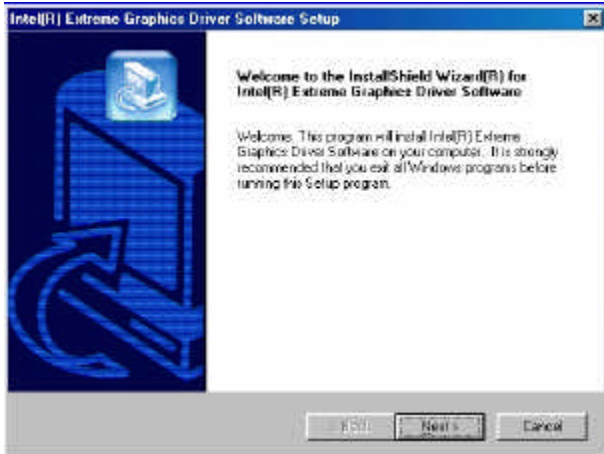 Intel(R) Extreme Graphics Driver Software Setup
Welcome to the InstallShield Wizard(R) for
Intel(R) Extreme Graphics Driver Software
Welcome. This program will install Intel(R) Extreme
Graphics Driver Software on your computer. It is strongly
recommended that you exit all Windows programs before
running this Setup program.
Next >
Cancel